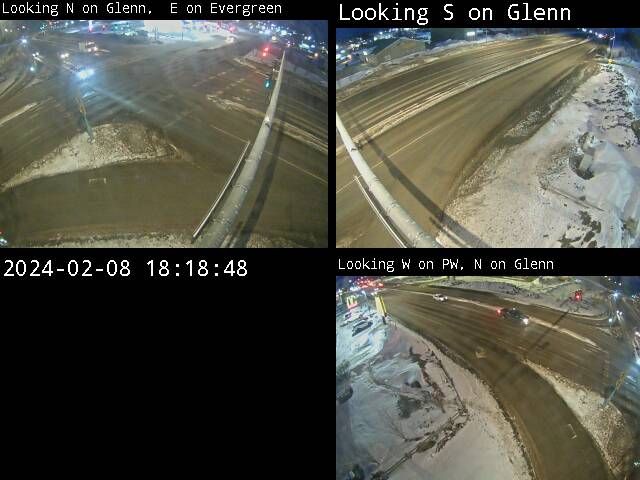 Looking N on Glenn, E on Evergreen
Looking S on Glenn
2024-02-08 18:18:48
Looking W on PW, N on Glenn